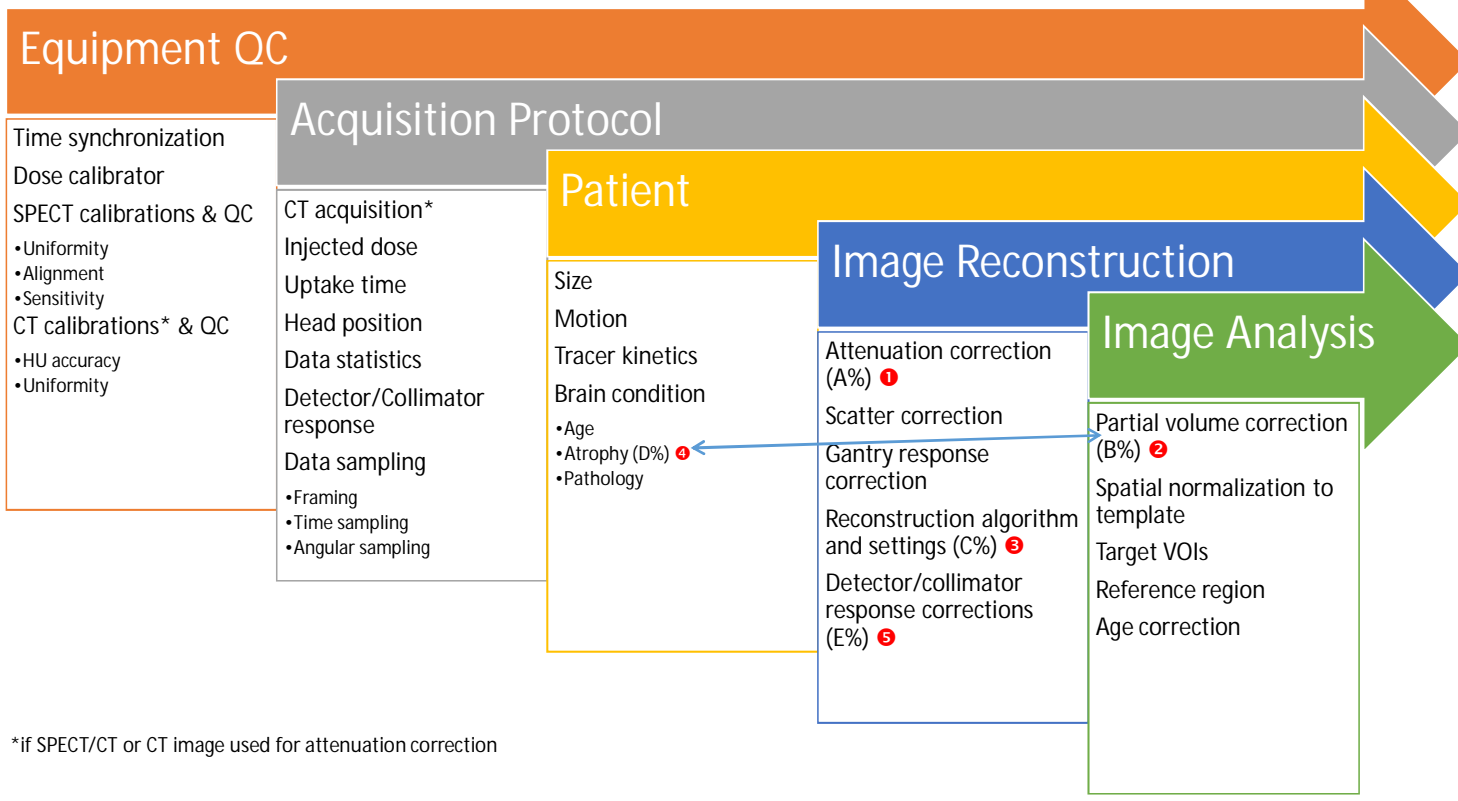 Equipment QC
Time synchronization
Dose calibrator
SPECT calibrations & QC
•Uniformity
•Alignment
•Sensitivity
CT calibrations* & QC
•HU accuracy
•Uniformity
Acquisition Protocol
CT acquisition*
Injected dose
Uptake time
Head position
Data statistics
Detector/Collimator
response
Data sampling
•Framing
•Time sampling
•Angular sampling
Patient
Size
Motion
Tracer kinetics
Brain condition
•Age
•Atrophy (D%) ❹
•Pathology
Image Reconstruction
Attenuation correction
(A%) ❶
Scatter correction
Gantry response
correction
Reconstruction algorithm
and settings (C%) ❸
Detector/collimator
response corrections
(E%) ❺
Image Analysis
Partial volume correction
(B%) ❷
Spatial normalization to
template
Target VOIs
Reference region
Age correction
*if SPECT/CT or CT image used for attenuation correction